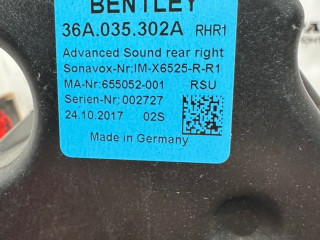 BENTLEY
36A.035.302A RHR1
Advanced Sound rear right
Sonavox-Nr:IM-X6525-R-R1
MA-Nr:655052-001 RSU
Serien-Nr:002727
24.10.2017 02S
Made in Germany